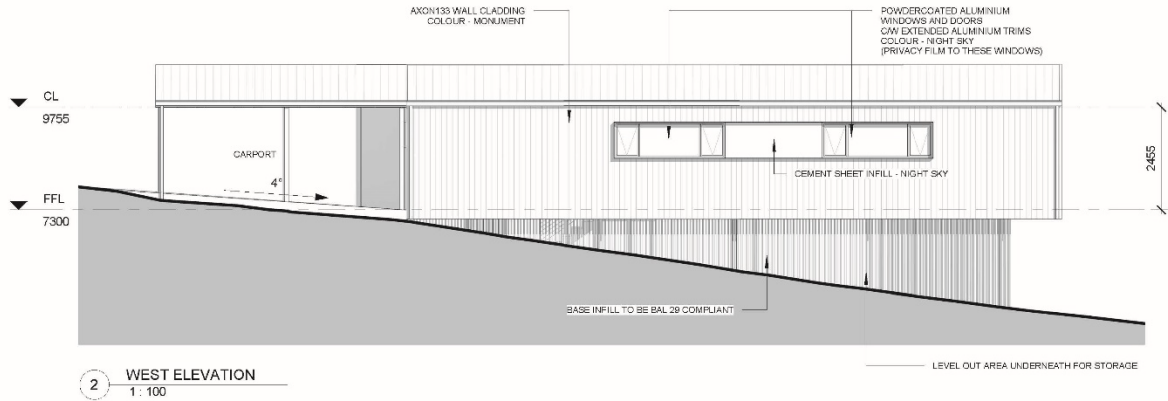 AXON133 WALL CLADDING
COLOUR - MONUMENT
POWDERCOATED ALUMINIUM
WINDOWS AND DOORS
C/W EXTENDED ALUMINIUM TRIMS
COLOUR - NIGHT SKY
(PRIVACY FILM TO THESE WINDOWS)
CL
9755
CARPORT
4°
CEMENT SHEET INFILL - NIGHT SKY
2455
FFL
7300
BASE INFILL TO BE BAL 29 COMPLIANT
LEVEL OUT AREA UNDERNEATH FOR STORAGE
2
WEST ELEVATION
1 : 100